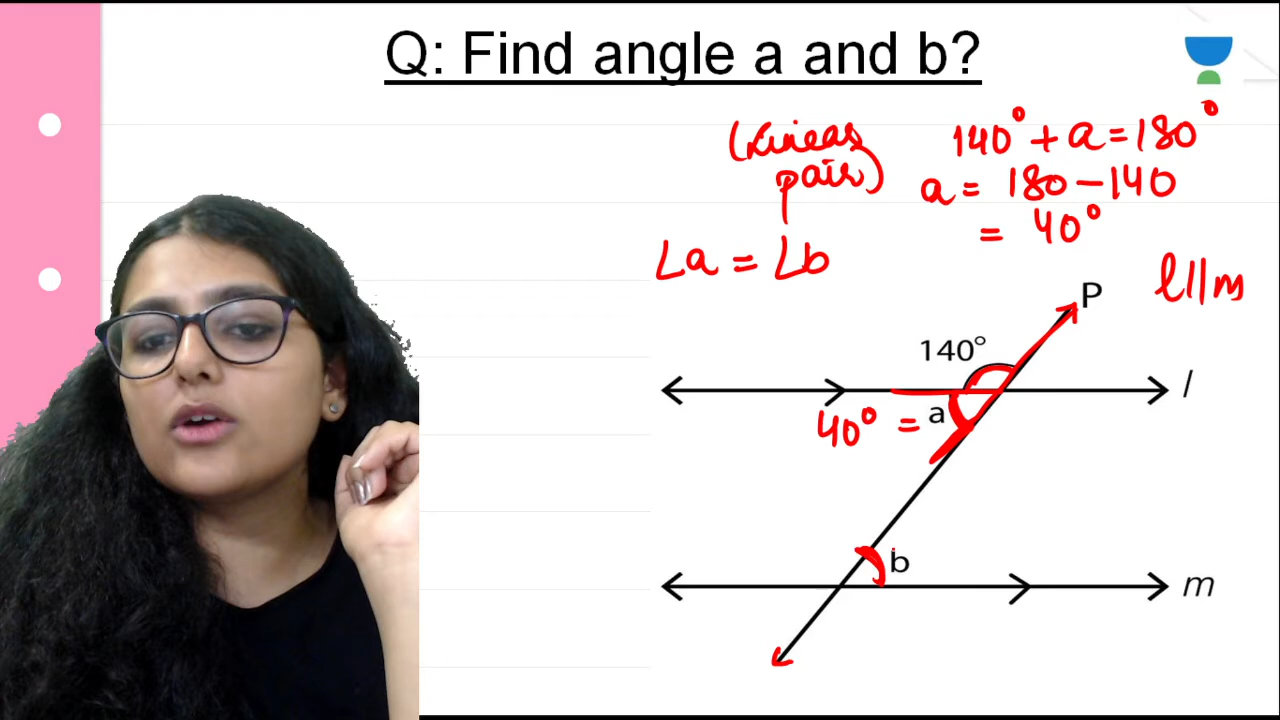 Q: Find angle a and b?
(Linear
pair)
140° + a = 180°
a = 180 - 140
= 40°
∠a = ∠b
l || m
P
140°
l
40° = a
b
m